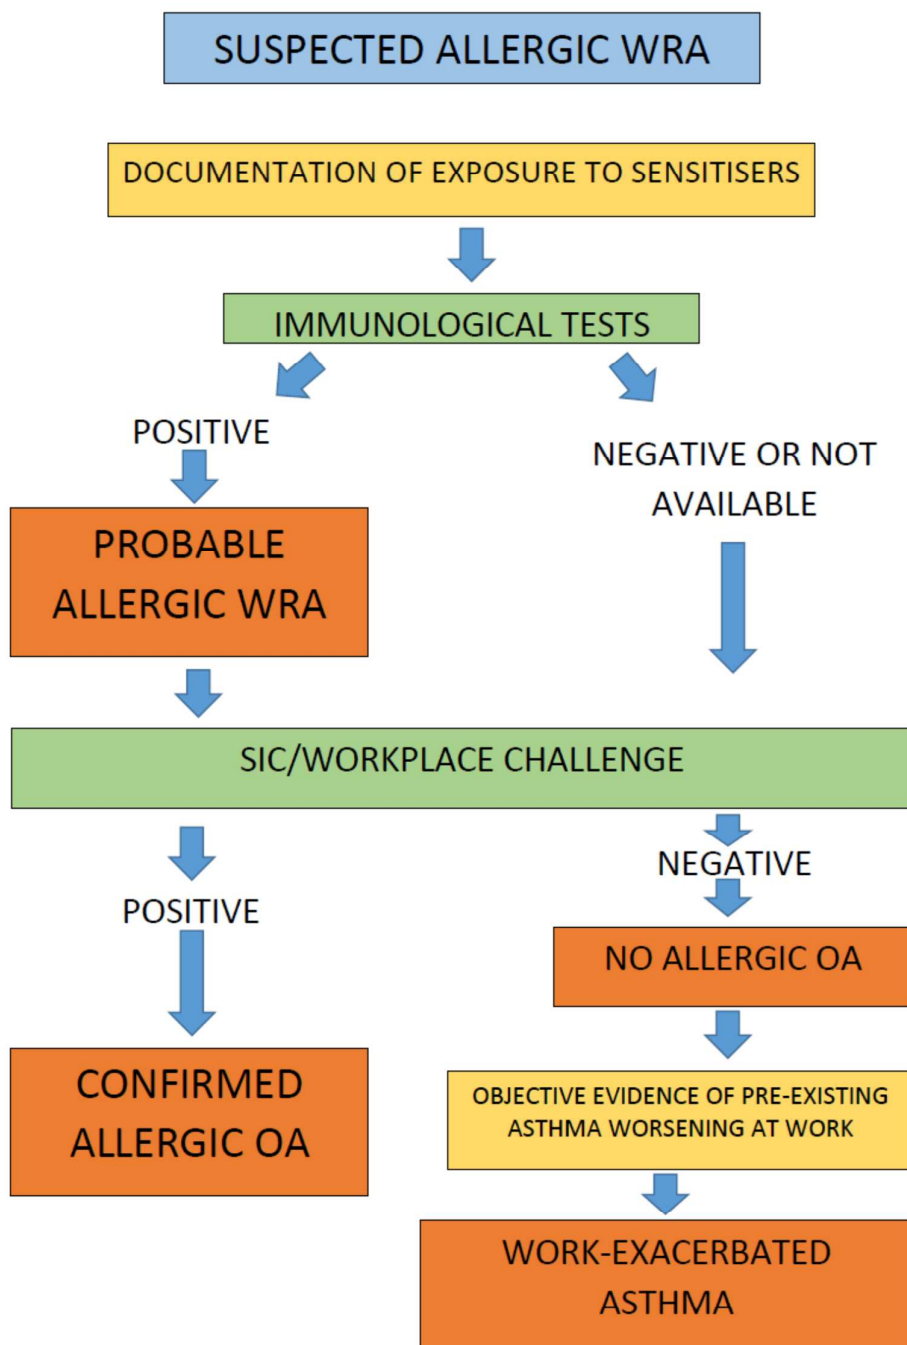 SUSPECTED ALLERGIC WRA
DOCUMENTATION OF EXPOSURE TO SENSITISERS
IMMUNOLOGICAL TESTS
POSITIVE
NEGATIVE OR NOT
AVAILABLE
PROBABLE
ALLERGIC WRA
SIC/WORKPLACE CHALLENGE
POSITIVE
CONFIRMED
ALLERGIC OA
NEGATIVE
NO ALLERGIC OA
OBJECTIVE EVIDENCE OF PRE-EXISTING
ASTHMA WORSENING AT WORK
WORK-EXACERBATED
ASTHMA